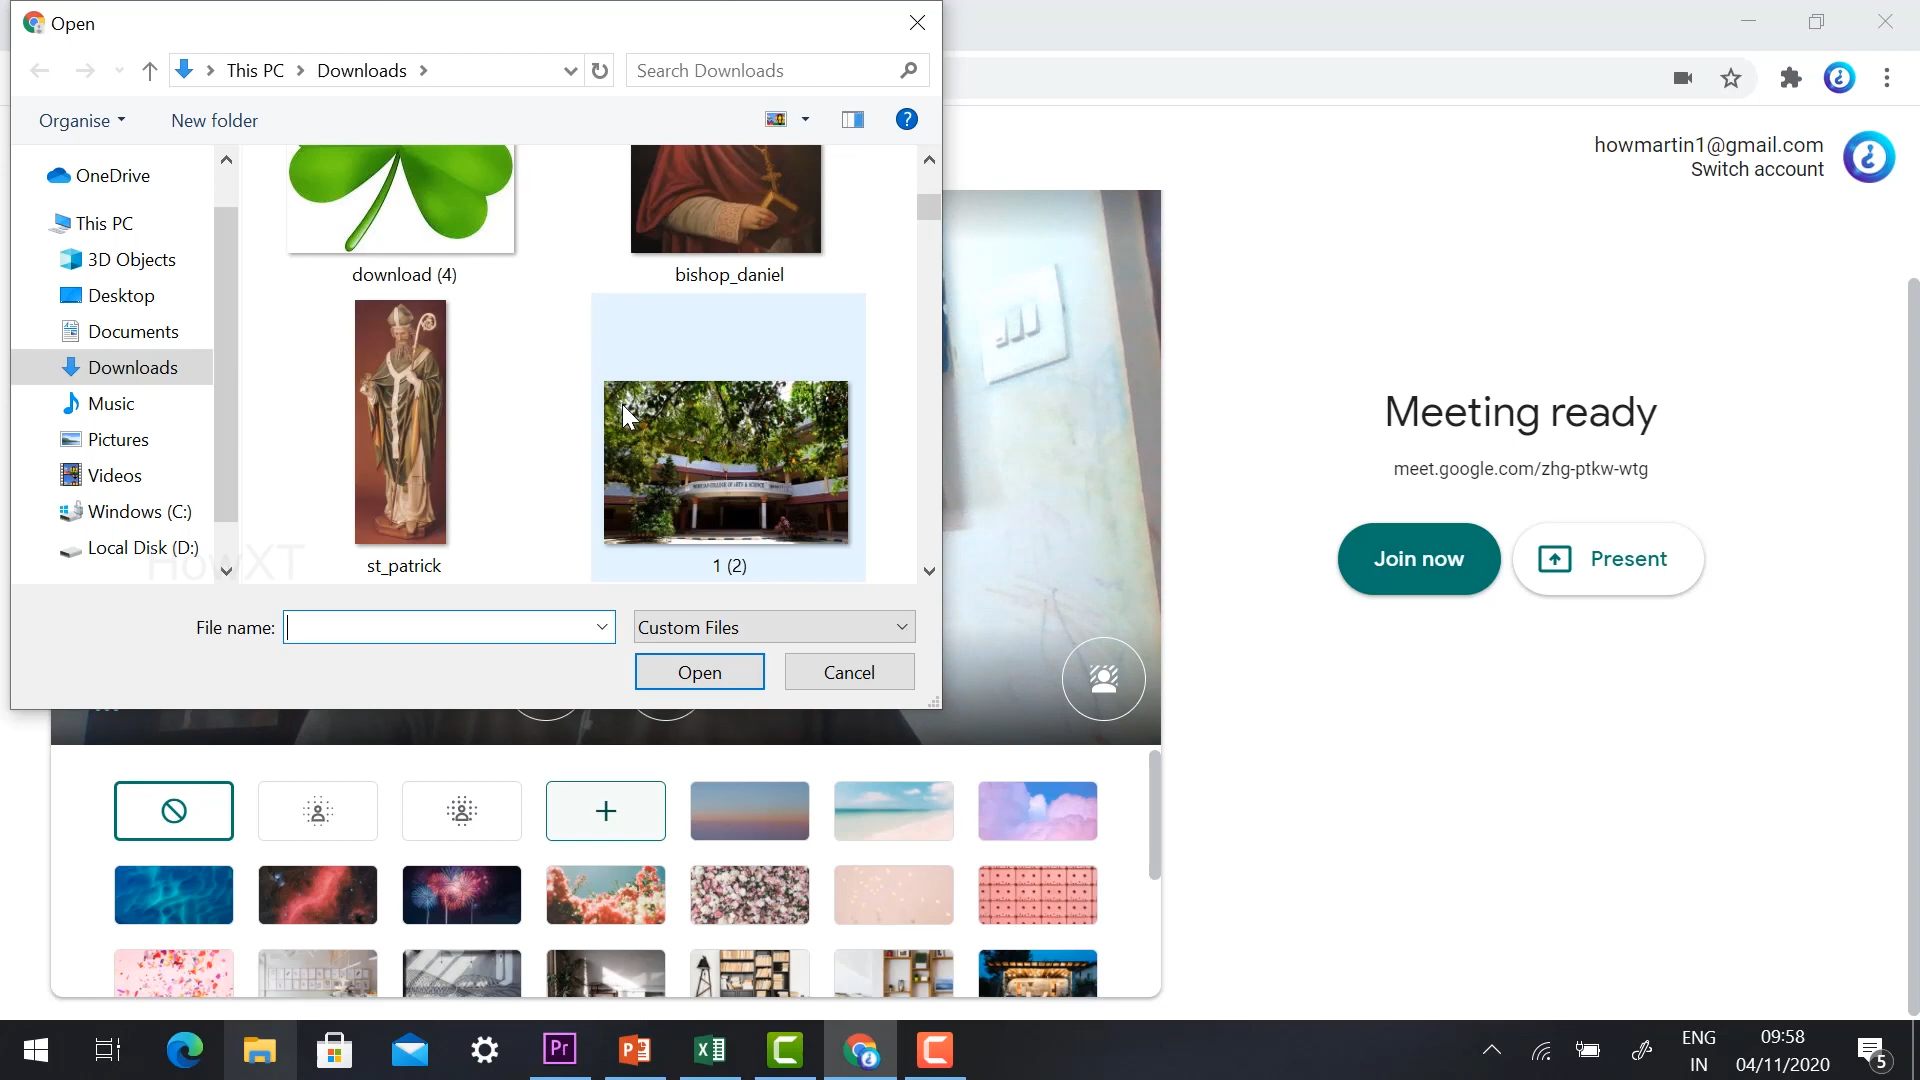 Open
This PC
Downloads
Search Downloads
Organise
New folder
?
howmartin1@gmail.com
Switch account
OneDrive
This PC
3D Objects
Desktop
Documents
Downloads
Music
Pictures
Videos
Windows (C:)
Local Disk (D:)
download (4)
bishop_daniel
st_patrick
1 (2)
HowXT
File name:
Custom Files
Open
Cancel
Meeting ready
meet.google.com/zhg-ptkw-wtg
Join now
Present
Pr
ENG
IN
09:58
04/11/2020
5